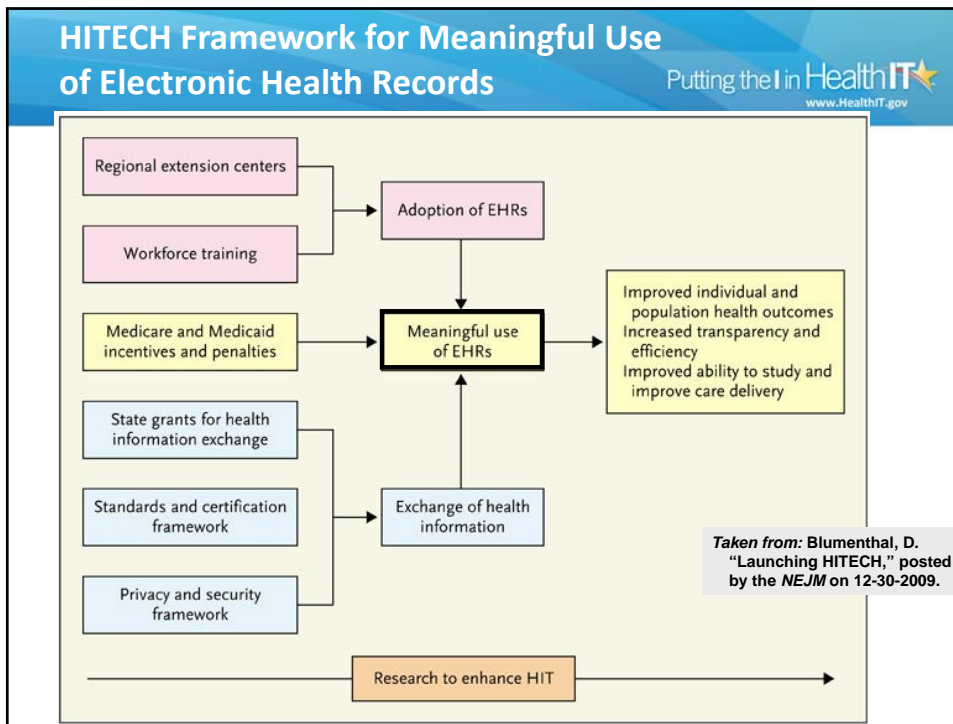 HITECH Framework for Meaningful Use
of Electronic Health Records
Putting the I in Health IT
www.HealthIT.gov
Regional extension centers
Adoption of EHRs
Workforce training
Medicare and Medicaid
incentives and penalties
Meaningful use
of EHRs
Improved individual and
population health outcomes
Increased transparency and
efficiency
Improved ability to study and
improve care delivery
State grants for health
information exchange
Standards and certification
framework
Exchange of health
information
Privacy and security
framework
Taken from: Blumenthal, D.
“Launching HITECH,” posted
by the NEJM on 12-30-2009.
Research to enhance HIT